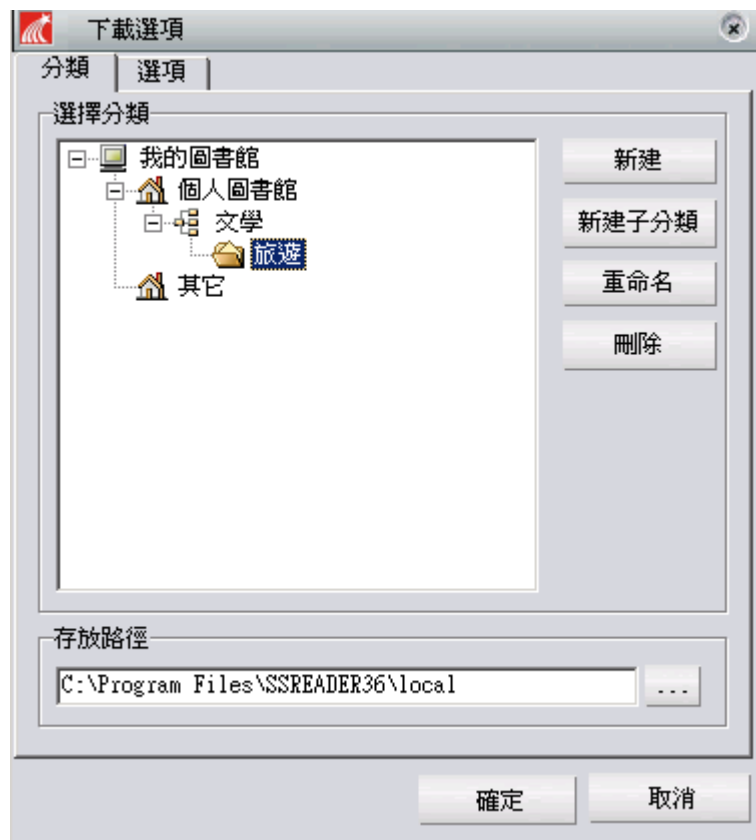 下載選項
分類 選項
選擇分類
我的圖書館
個人圖書館
文學
旅遊
其它
新建
新建子分類
重命名
刪除
存放路徑
C:\Program Files\SSREADER36\local
...
確定 取消